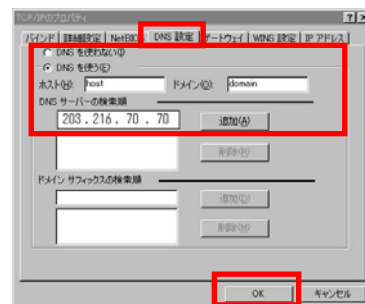 TCP/IPのプロパティ
バインド 詳細設定 NetBIOS DNS 設定 ゲートウェイ WINS 設定 IP アドレス
DNS を使わない(I)
DNS を使う(E)
ホスト(H): host ドメイン(O): domain
DNS サーバーの検索順
203 . 216 . 70 . 70 追加(A)
削除(R)
ドメイン サフィックスの検索順
追加(D)
削除(M)
OK キャンセル